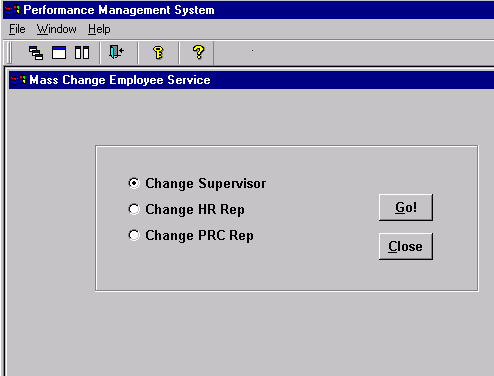 Performance Management System
File Window Help
Mass Change Employee Service
Change Supervisor
Change HR Rep
Go!
Change PRC Rep
Close